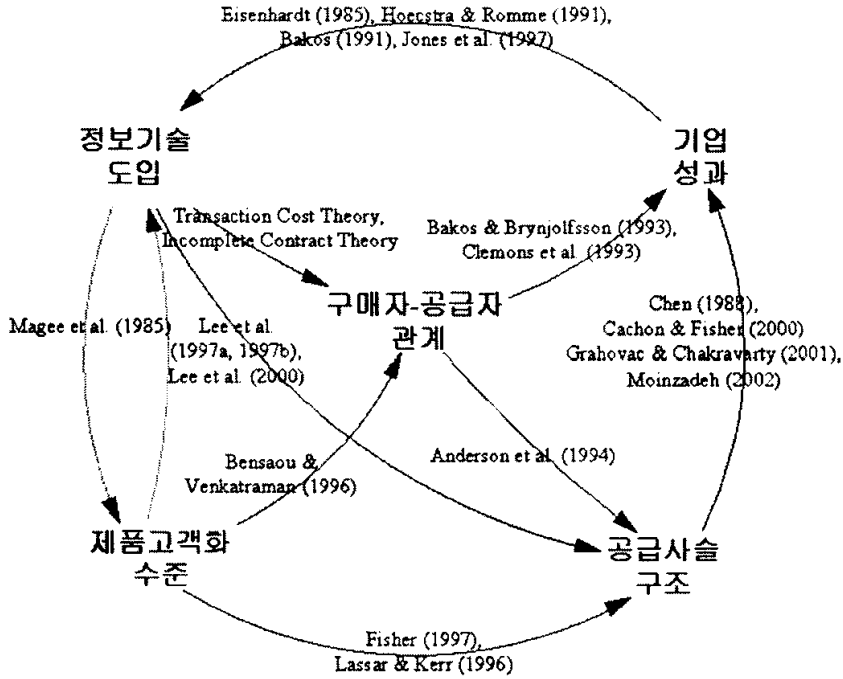 Eisenhardt (1985), Hoecstra & Romme (1991),
Bakos (1991), Jones et al. (1997)
정보기술
도입
기업
성과
Transaction Cost Theory,
Incomplete Contract Theory
Bakos & Brynjolfsson (1993),
Clemons et al. (1993)
구매자-공급자
관계
Magee et al. (1985)
Lee et al.
(1997a, 1997b),
Lee et al. (2000)
Chen (1988),
Cachon & Fisher (2000)
Grahovac & Chakravarty (2001),
Moinzadeh (2002)
Bensaou &
Venkatraman (1996)
Anderson et al. (1994)
제품고객화
수준
공급사슬
구조
Fisher (1997),
Lassar & Kerr (1996)